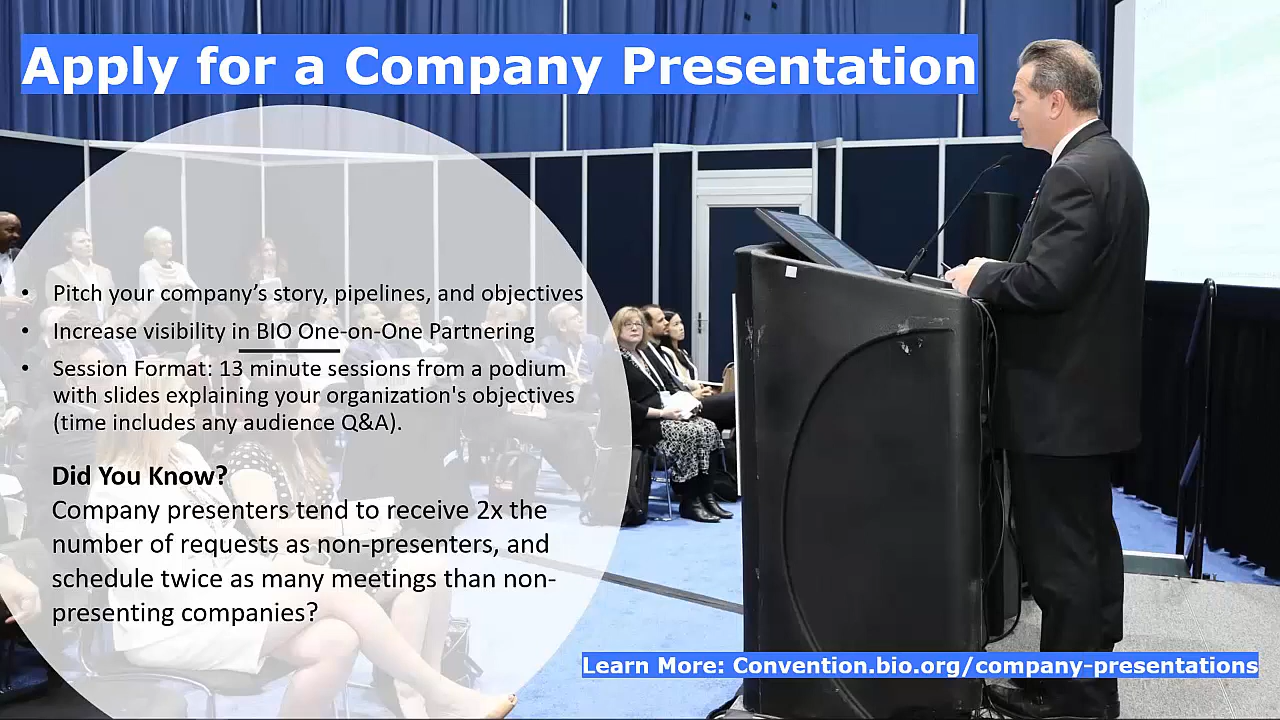 Apply for a Company Presentation
• Pitch your company’s story, pipelines, and objectives
• Increase visibility in BIO One-on-One Partnering
• Session Format: 13 minute sessions from a podium
with slides explaining your organization's objectives
(time includes any audience Q&A).
Did You Know?
Company presenters tend to receive 2x the
number of requests as non-presenters, and
schedule twice as many meetings than non-
presenting companies?
Learn More: Convention.bio.org/company-presentations